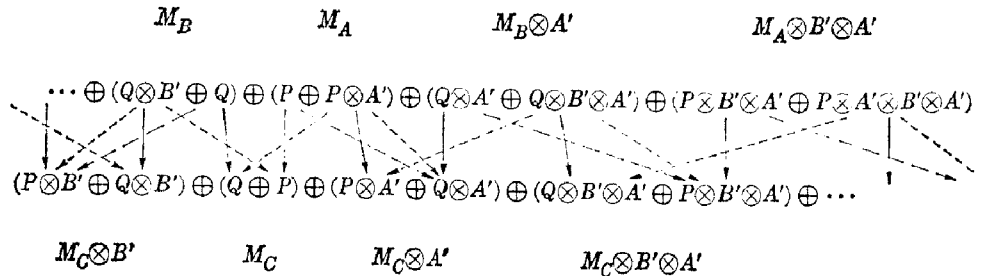 M_B M_A M_B⊗A' M_A⊗B'⊗A'
⋯ ⊕ (Q⊗B' ⊕ Q) ⊕ (P ⊕ P⊗A') ⊕ (Q⊗A' ⊕ Q⊗B'⊗A') ⊕ (P⊗B'⊗A' ⊕ P⊗A'⊗B'⊗A')
(P⊗B' ⊕ Q⊗B') ⊕ (Q ⊕ P) ⊕ (P⊗A' ⊕ Q⊗A') ⊕ (Q⊗B'⊗A' ⊕ P⊗B'⊗A') ⊕ ⋯
M_C⊗B' M_C M_C⊗A' M_C⊗B'⊗A'